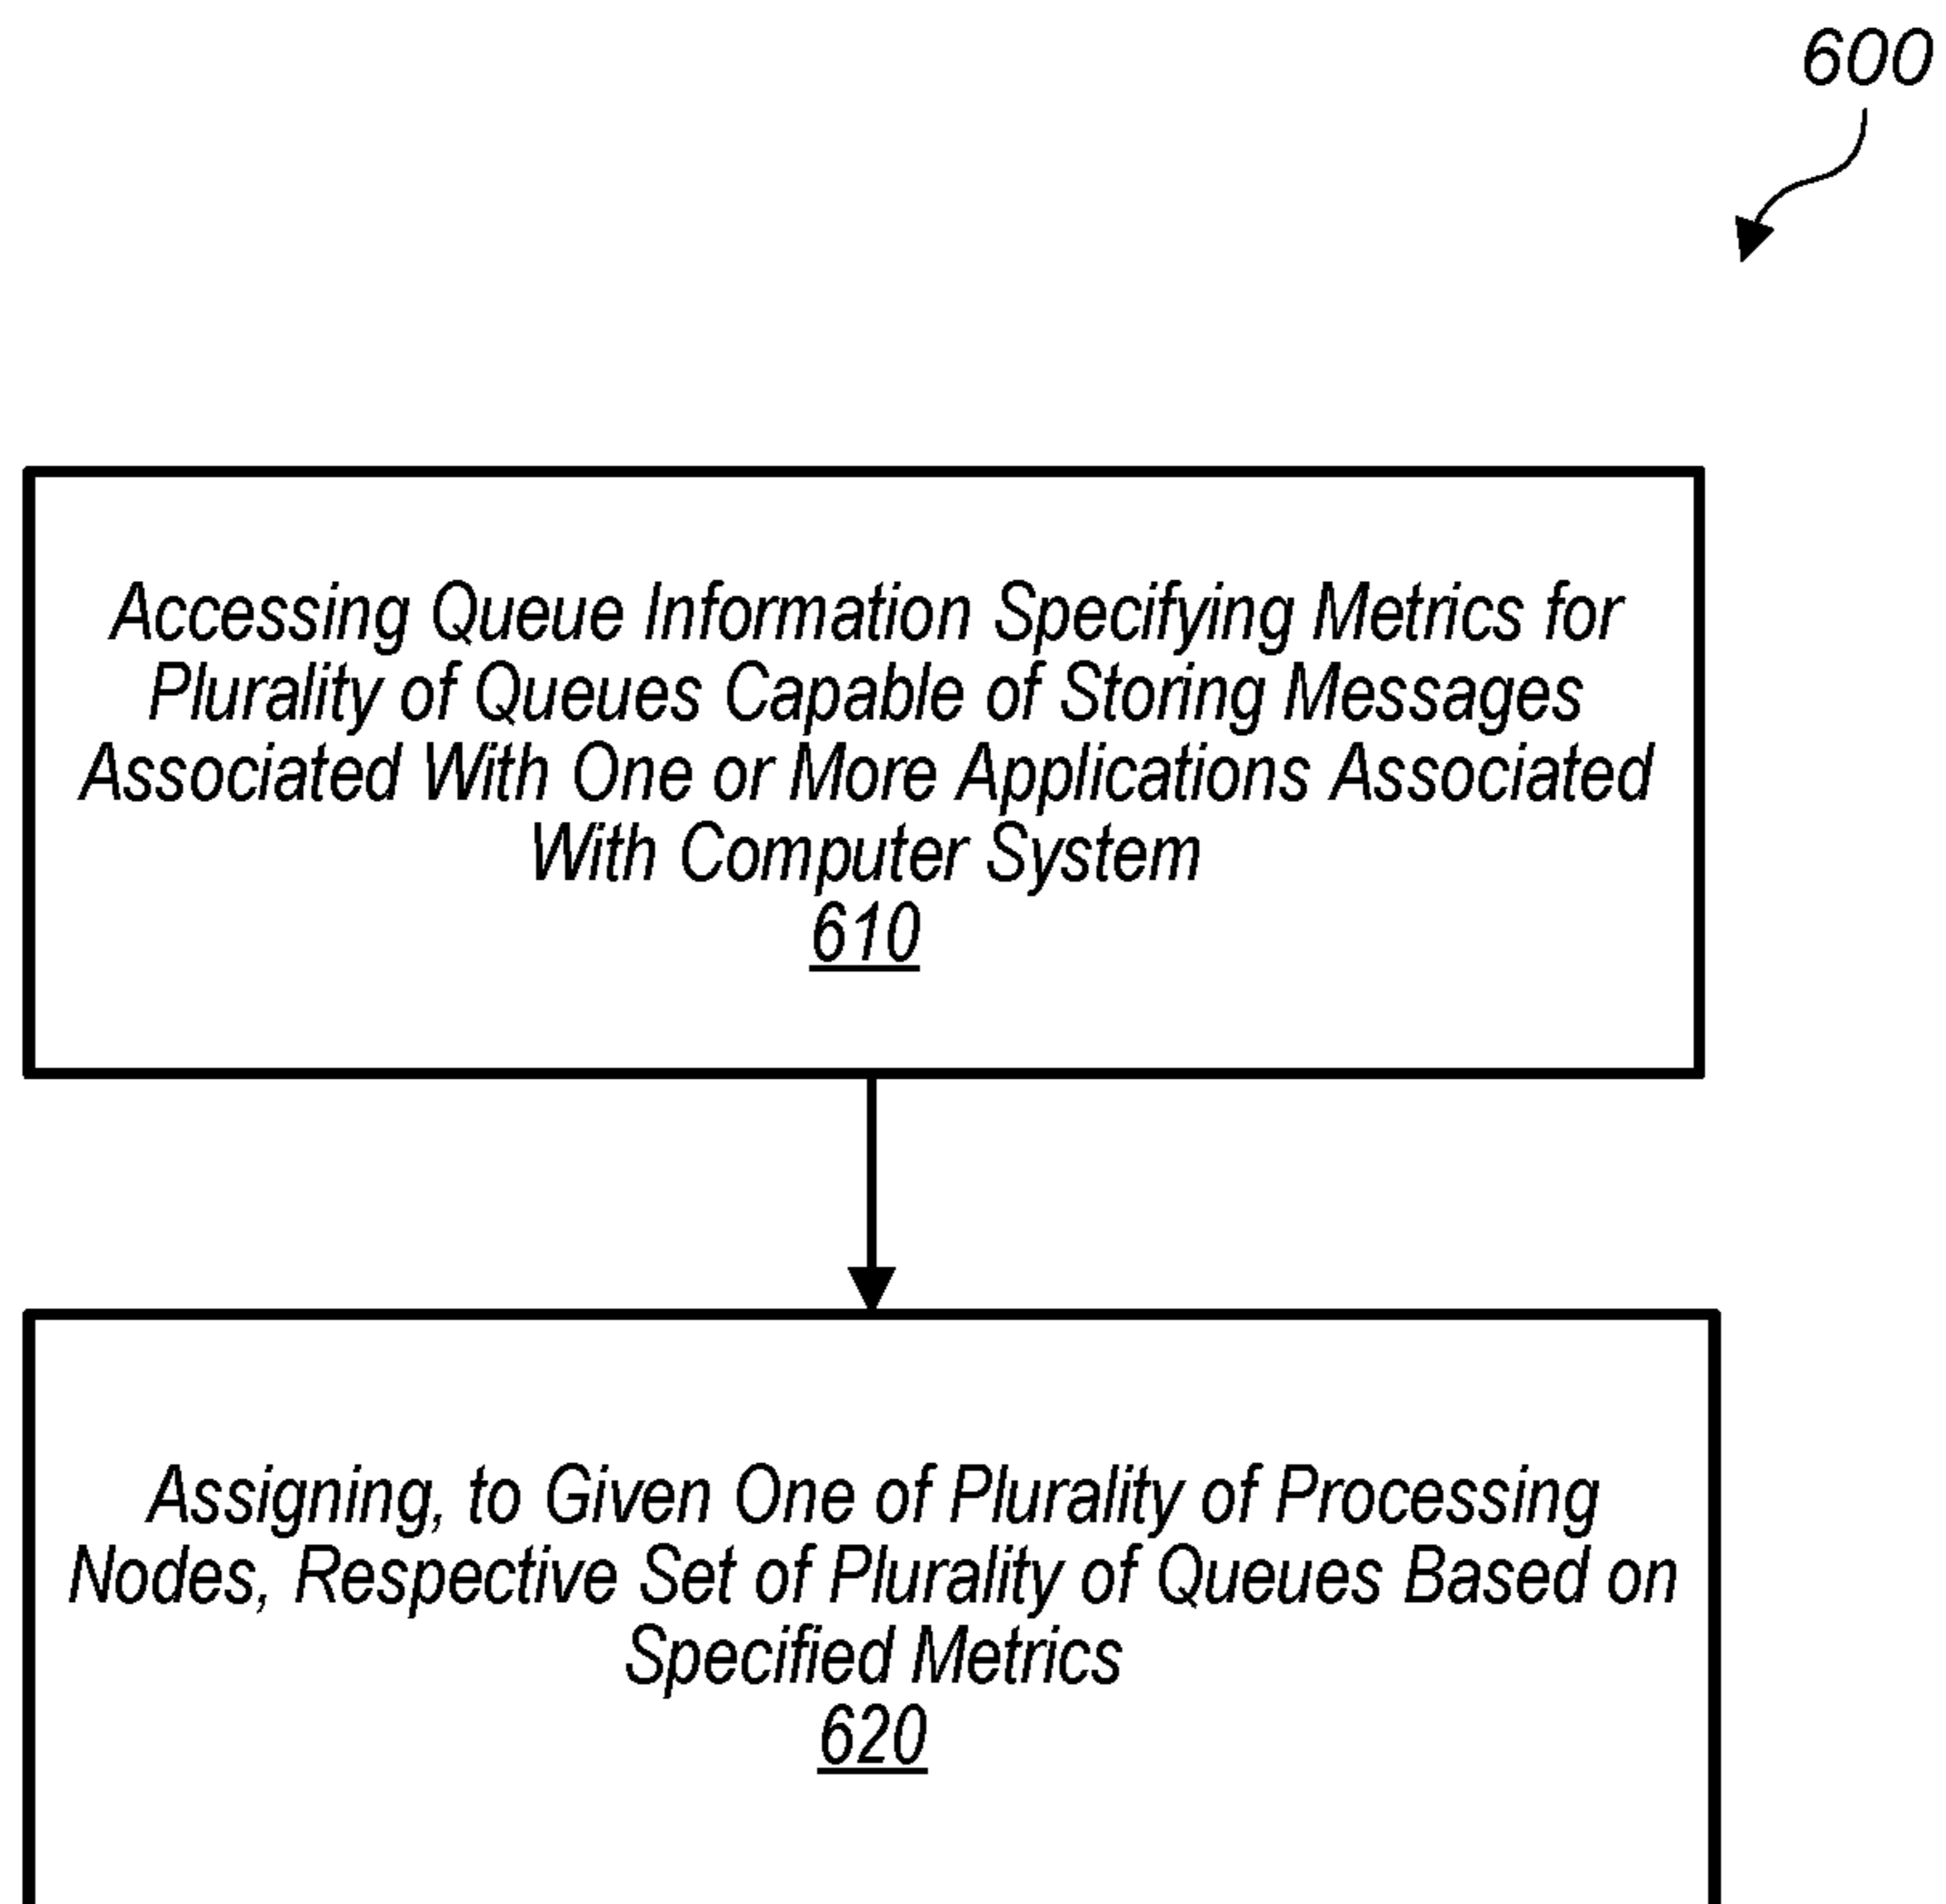 600
Accessing Queue Information Specifying Metrics for
Plurality of Queues Capable of Storing Messages
Associated With One or More Applications Associated
With Computer System
610
Assigning, to Given One of Plurality of Processing
Nodes, Respective Set of Plurality of Queues Based on
Specified Metrics
620